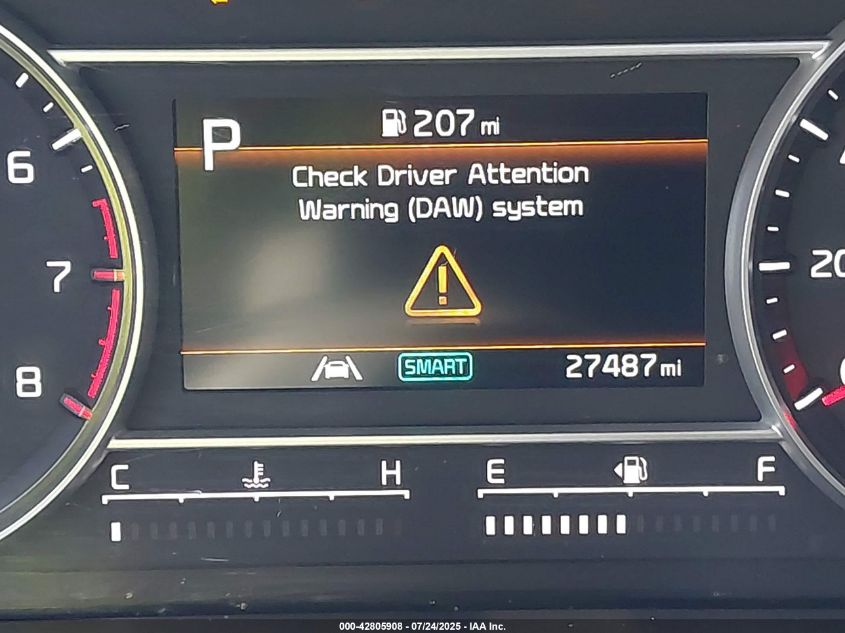 P
207 mi
Check Driver Attention
Warning (DAW) system
SMART
27487 mi
6
7
8
20
C H
E F
000-42805908 - 07/24/2025 - IAA Inc.